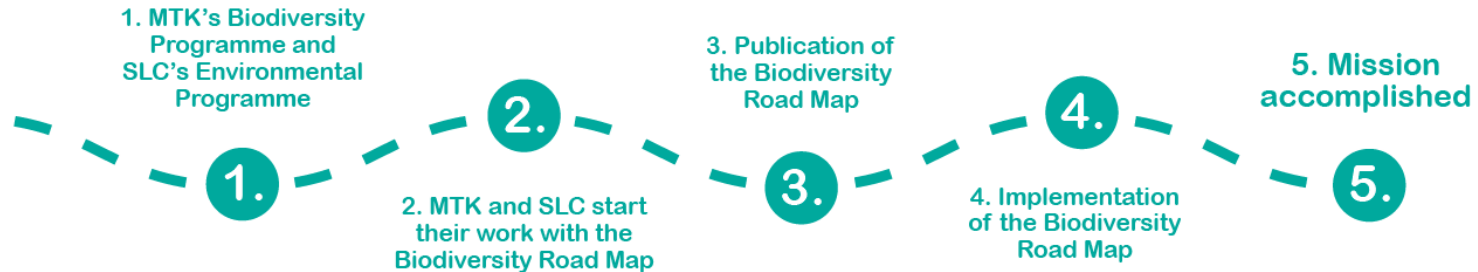 1. MTK's Biodiversity
Programme and
SLC's Environmental
Programme
1.
2.
2. MTK and SLC start
their work with the
Biodiversity Road Map
3. Publication of
the Biodiversity
Road Map
3.
4.
4. Implementation
of the Biodiversity
Road Map
5. Mission
accomplished
5.